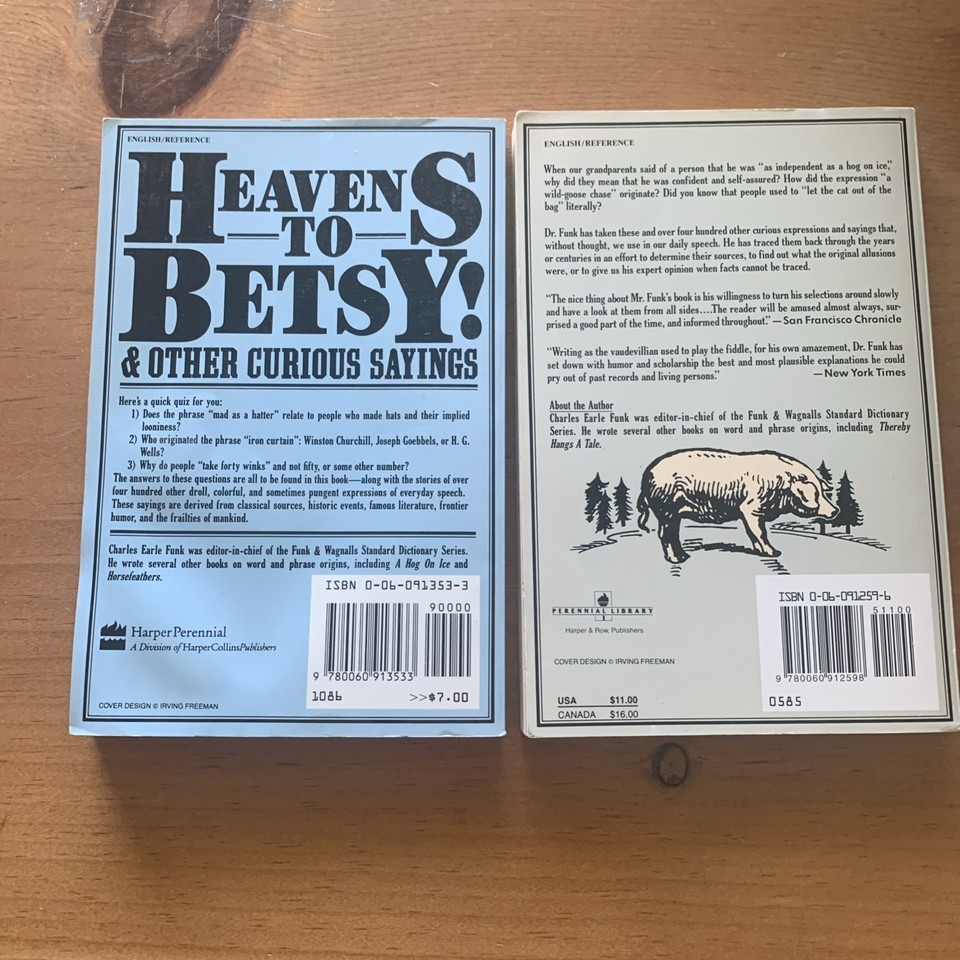 ENGLISH/REFERENCE
HEAVENS
TO
BETSY!
& OTHER CURIOUS SAYINGS
Here's a quick quiz for you:
1) Does the phrase "mad as a hatter" relate to people who made hats and their implied
looniness?
2) Who originated the phrase "iron curtain": Winston Churchill, Joseph Goebbels, or H. G.
Wells?
3) Why do people "take forty winks" and not fifty, or some other number?
The answers to these questions are all to be found in this book—along with the stories of over
four hundred other droll, colorful, and sometimes pungent expressions of everyday speech.
These sayings are derived from classical sources, historic events, famous literature, frontier
humor, and the frailties of mankind.
Charles Earle Funk was editor-in-chief of the Funk & Wagnalls Standard Dictionary Series.
He wrote several other books on word and phrase origins, including A Hog On Ice and
Horsefeathers.
ISBN 0-06-091353-3
90000
9 780060 913533
1086 >>$7.00
HarperPerennial
A Division of HarperCollinsPublishers
COVER DESIGN © IRVING FREEMAN
ENGLISH/REFERENCE
When our grandparents said of a person that he was "as independent as a hog on ice,"
why did they mean that he was confident and self-assured? How did the expression "a
wild-goose chase" originate? Did you know that people used to "let the cat out of the
bag" literally?
Dr. Funk has taken these and over four hundred other curious expressions and sayings that,
without thought, we use in our daily speech. He has traced them back through the years
or centuries in an effort to determine their sources, to find out what the original allusions
were, or to give us his expert opinion when facts cannot be traced.
"The nice thing about Mr. Funk's book is his willingness to turn his selections around slowly
and have a look at them from all sides....The reader will be amused almost always, sur-
prised a good part of the time, and informed throughout." —San Francisco Chronicle
"Writing as the vaudevillian used to play the fiddle, for his own amazement, Dr. Funk has
set down with humor and scholarship the best and most plausible explanations he could
pry out of past records and living persons." —New York Times
About the Author
Charles Earle Funk was editor-in-chief of the Funk & Wagnalls Standard Dictionary
Series. He wrote several other books on word and phrase origins, including Thereby
Hangs A Tale.
PERENNIAL LIBRARY
Harper & Row, Publishers
COVER DESIGN © IRVING FREEMAN
USA $11.00
CANADA $16.00
ISBN 0-06-091259-6
51100
9 780060 912598
0585